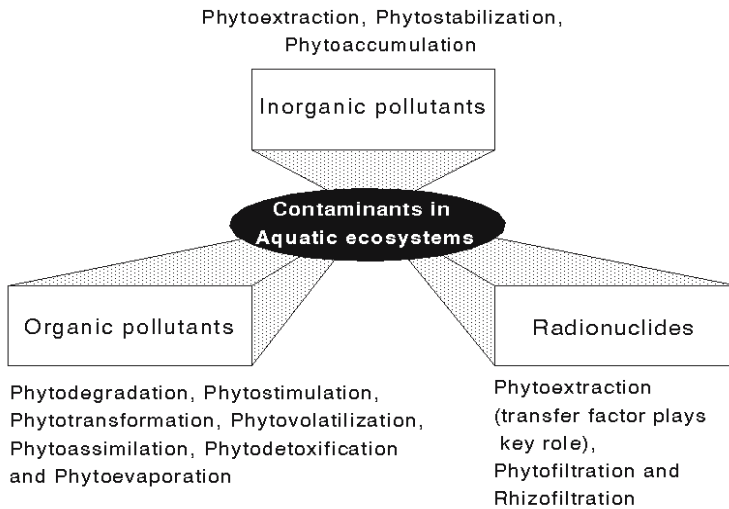 Phytoextraction, Phytostabilization,
Phytoaccumulation
Inorganic pollutants
Contaminants in
Aquatic ecosystems
Organic pollutants
Radionuclides
Phytodegradation, Phytostimulation,
Phytotransformation, Phytovolatilization,
Phytoassimilation, Phytodetoxification
and Phytoevaporation
Phytoextraction
(transfer factor plays
key role),
Phytofiltration and
Rhizofiltration